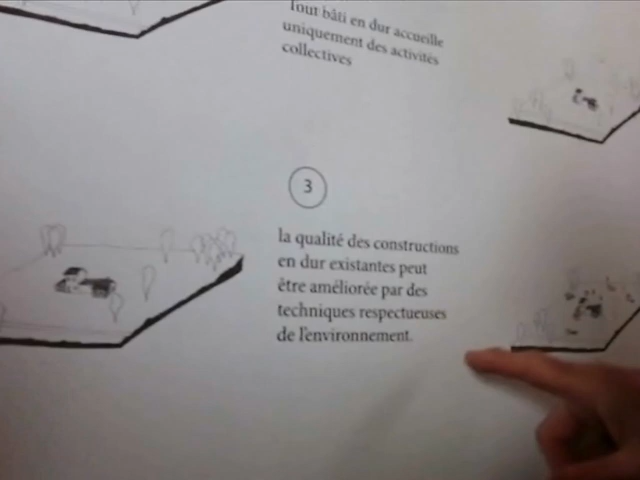 Tout bâti en dur accueille
uniquement des activités
collectives
3
la qualité des constructions
en dur existantes peut
être améliorée par des
techniques respectueuses
de l'environnement.